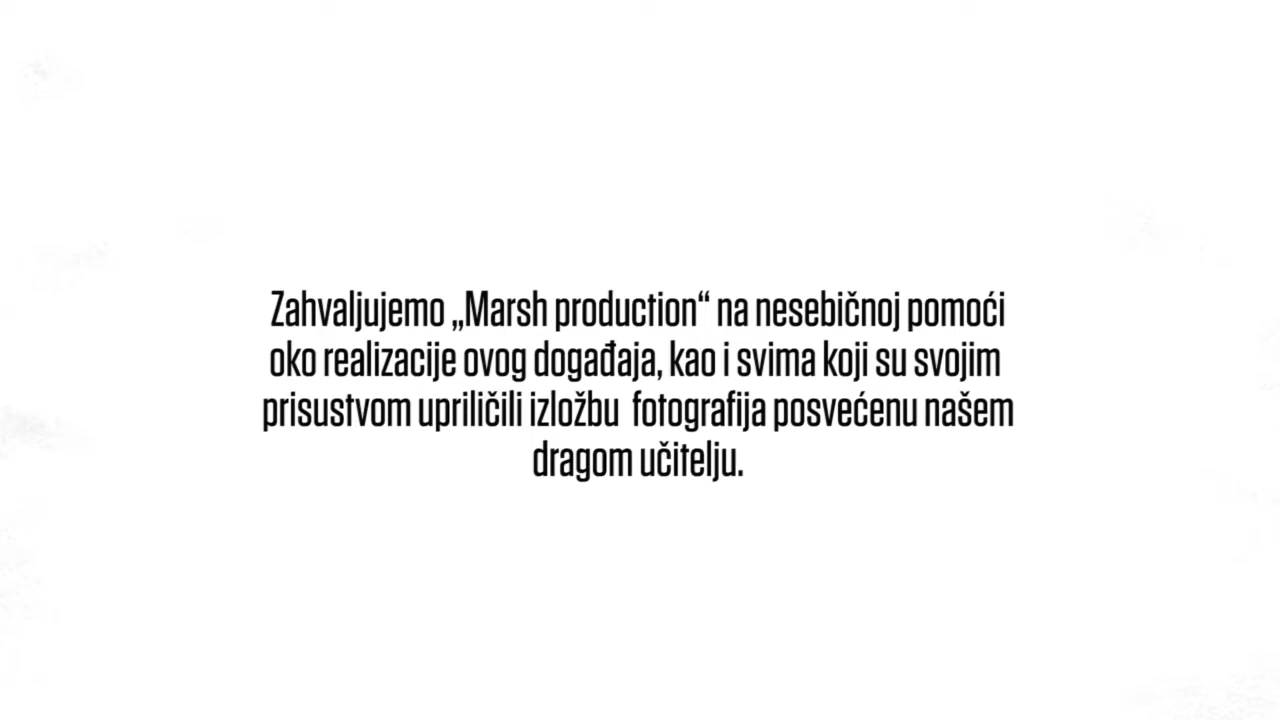 Zahvaljujemo „Marsh production“ na nesebičnoj pomoći
oko realizacije ovog događaja, kao i svima koji su svojim
prisustvom upriličili izložbu  fotografija posvećenu našem
dragom učitelju.